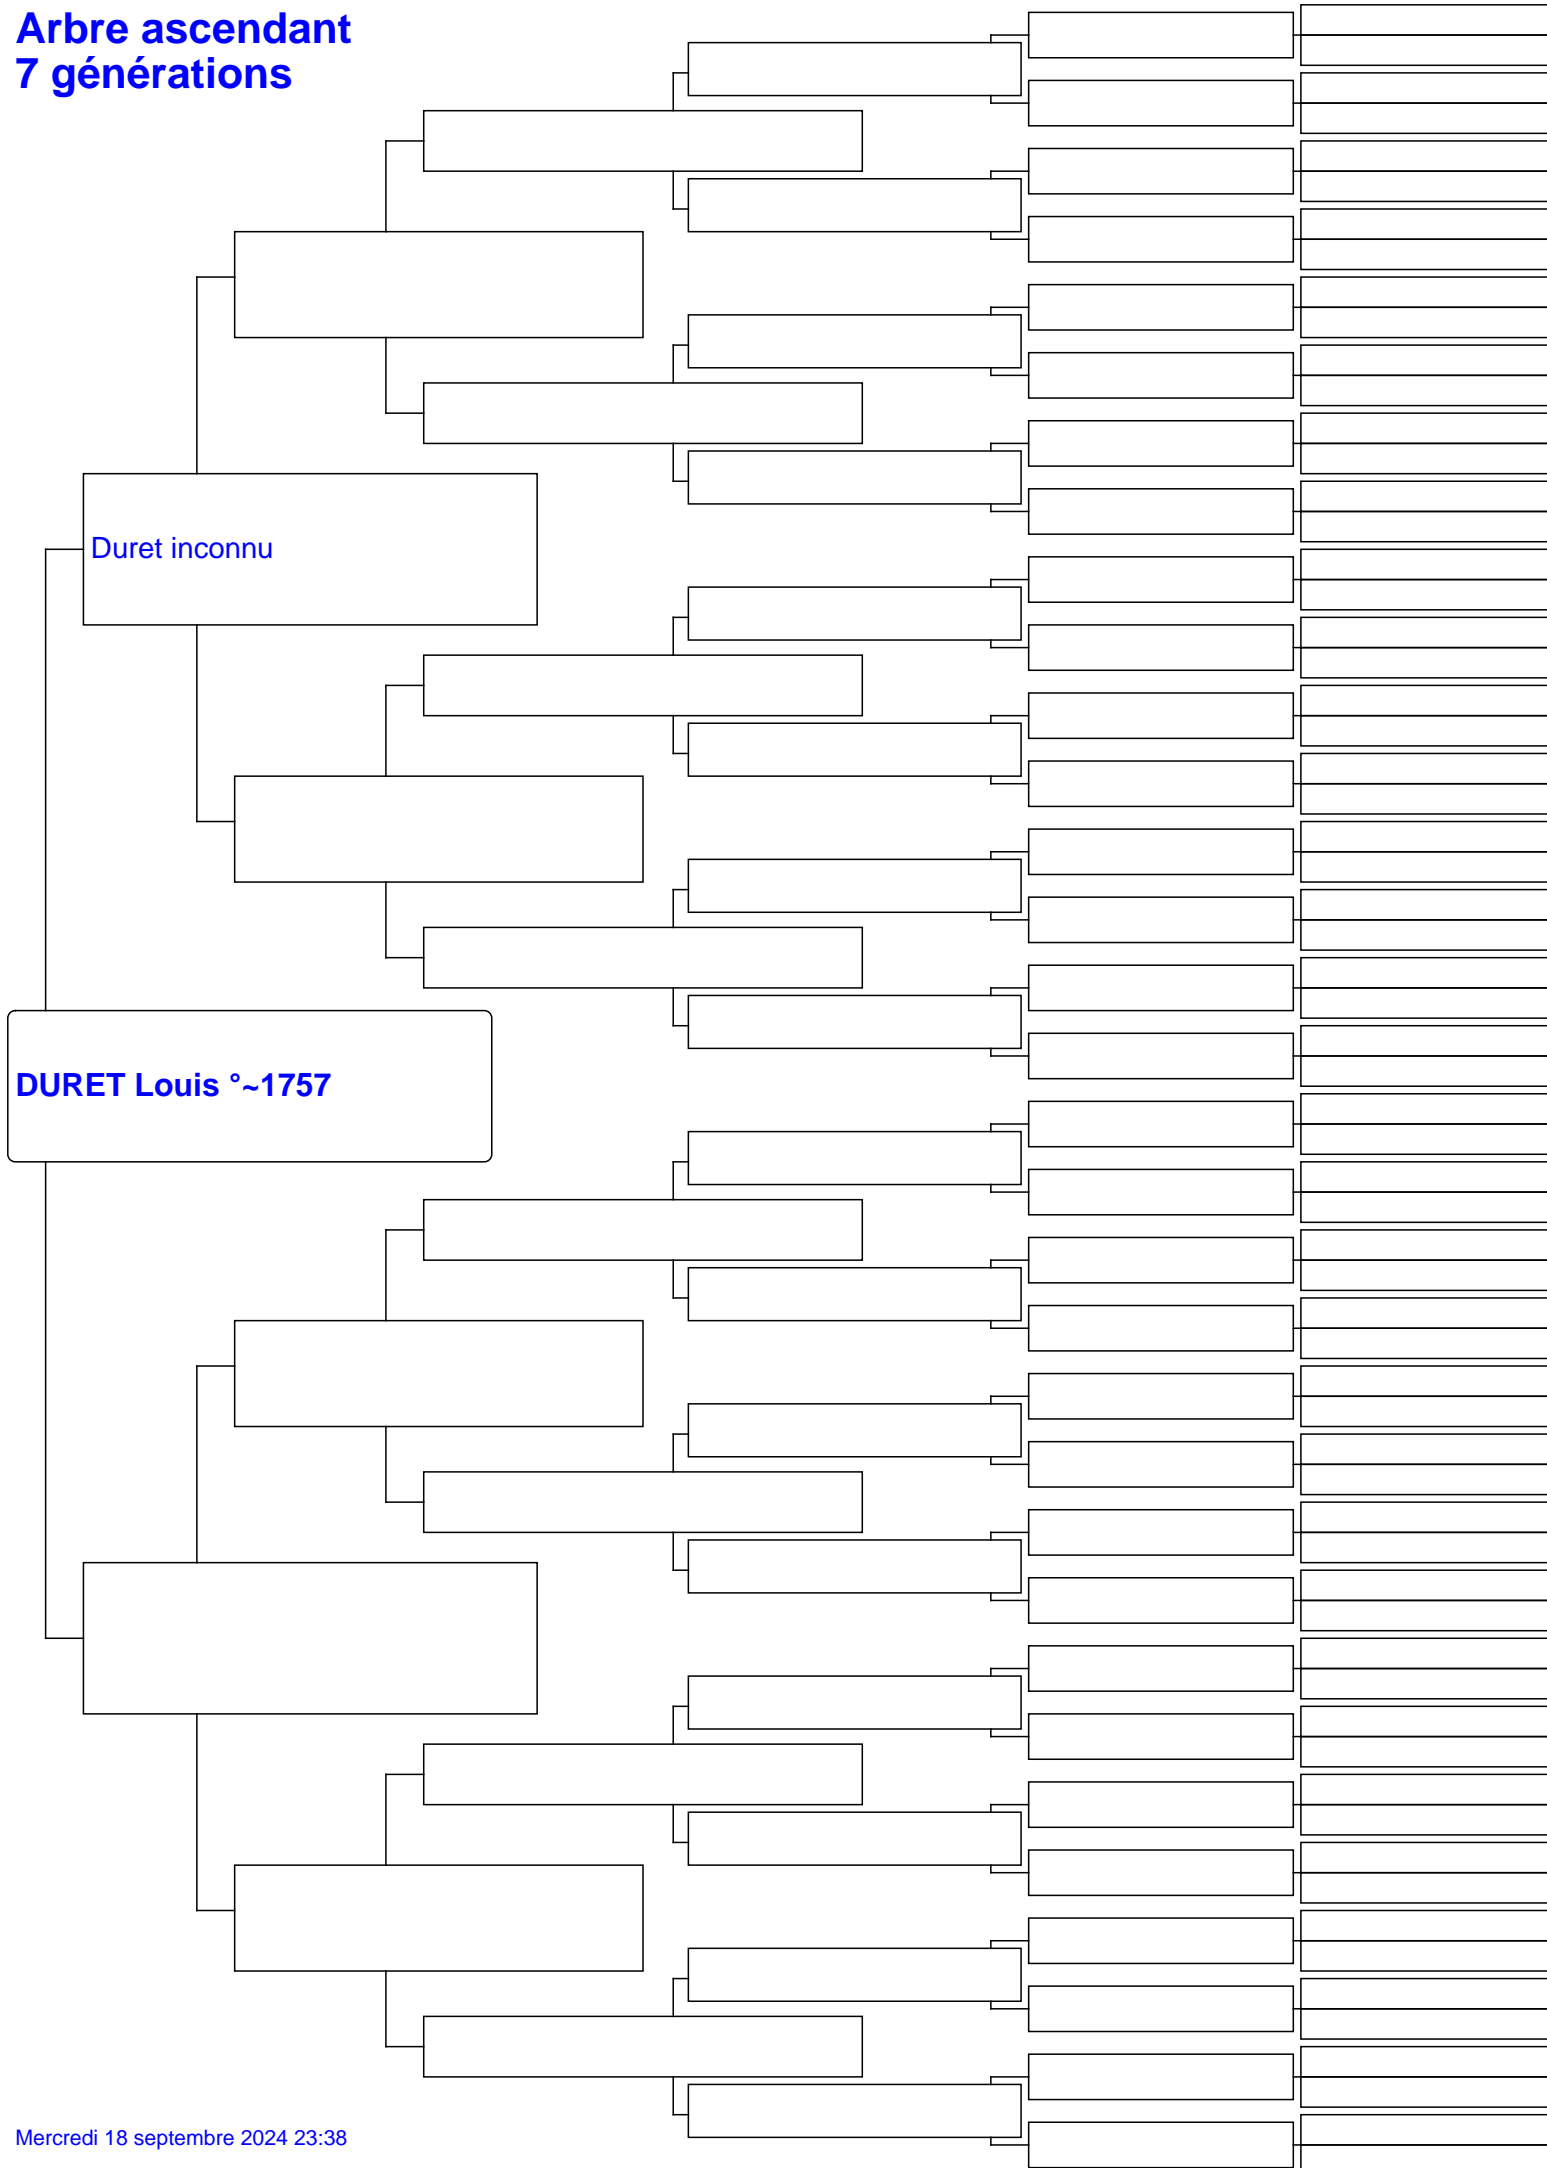 Arbre ascendant
7 générations
Duret inconnu
DURET Louis °~1757
Mercredi 18 septembre 2024 23:38